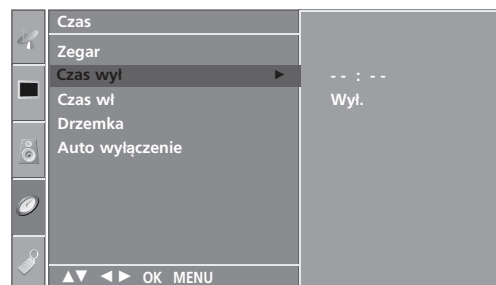 Czas
Zegar
Czas wył ►
- - : - -
Czas wł
Wył.
Drzemka
Auto wyłączenie
▲▼ ◄► OK MENU